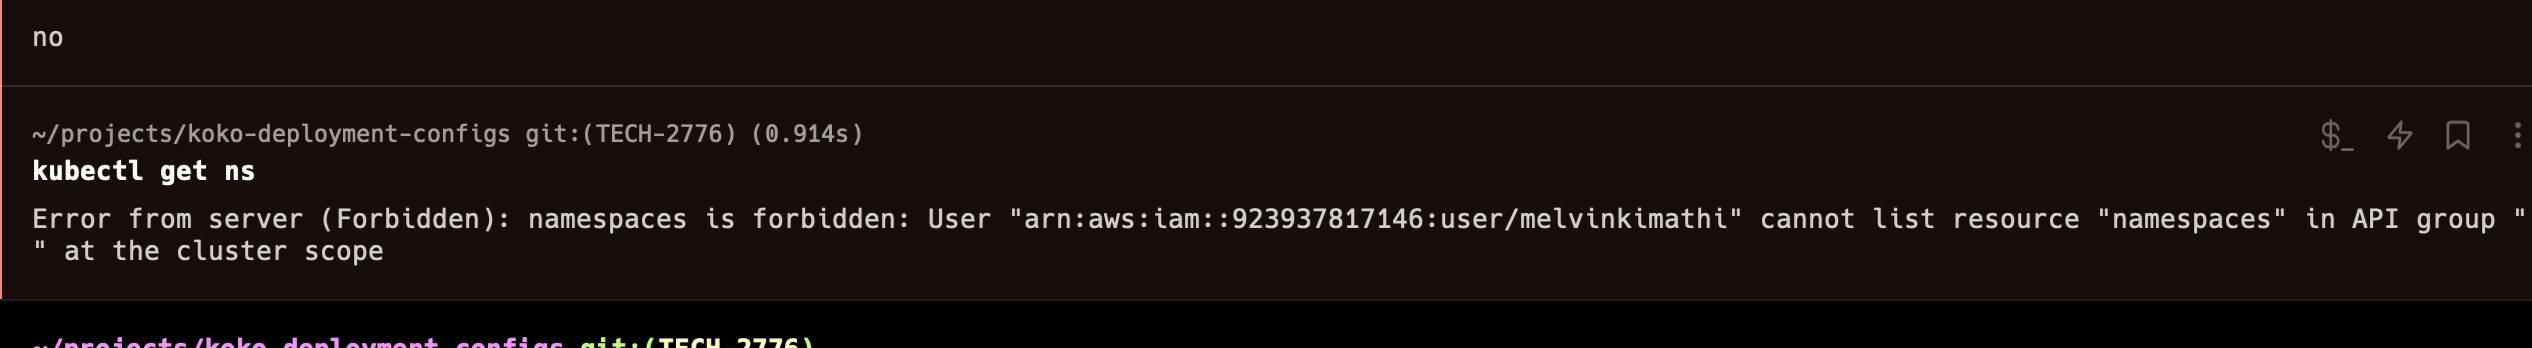 no
~/projects/koko-deployment-configs git:(TECH-2776) (0.914s)
$_
kubectl get ns
Error from server (Forbidden): namespaces is forbidden: User "arn:aws:iam::923937817146:user/melvinkimathi" cannot list resource "namespaces" in API group "
" at the cluster scope
~/projects/koko-deployment-configs git:(TECH-2776)